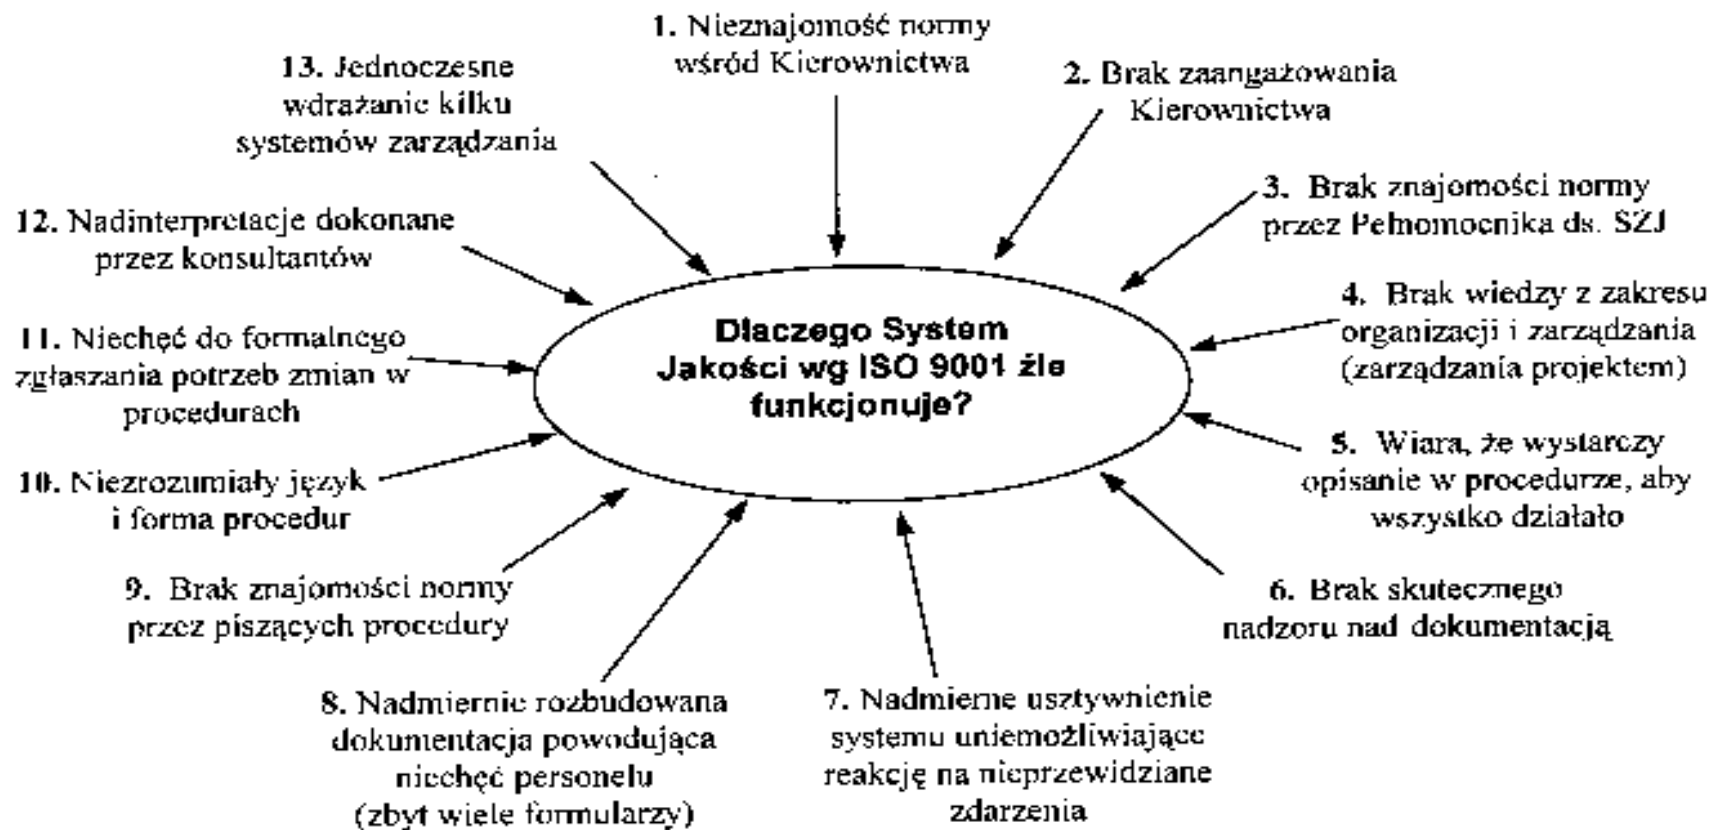 1. Nieznajomość normy
wśród Kierownictwa
2. Brak zaangażowania
Kierownictwa
3. Brak znajomości normy
przez Pełnomocnika ds. SZJ
4. Brak wiedzy z zakresu
organizacji i zarządzania
(zarządzania projektem)
5. Wiara, że wystarczy
opisanie w procedurze, aby
wszystko działało
6. Brak skutecznego
nadzoru nad dokumentacją
7. Nadmierne usztywnienie
systemu uniemożliwiające
reakcję na nieprzewidziane
zdarzenia
8. Nadmiernie rozbudowana
dokumentacja powodująca
niechęć personelu
(zbyt wiele formularzy)
9. Brak znajomości normy
przez piszących procedury
10. Niezrozumiały język
i forma procedur
11. Niechęć do formalnego
zgłaszania potrzeb zmian w
procedurach
12. Nadinterpretacje dokonane
przez konsultantów
13. Jednoczesne
wdrażanie kilku
systemów zarządzania
Dlaczego System
Jakości wg ISO 9001 źle
funkcjonuje?